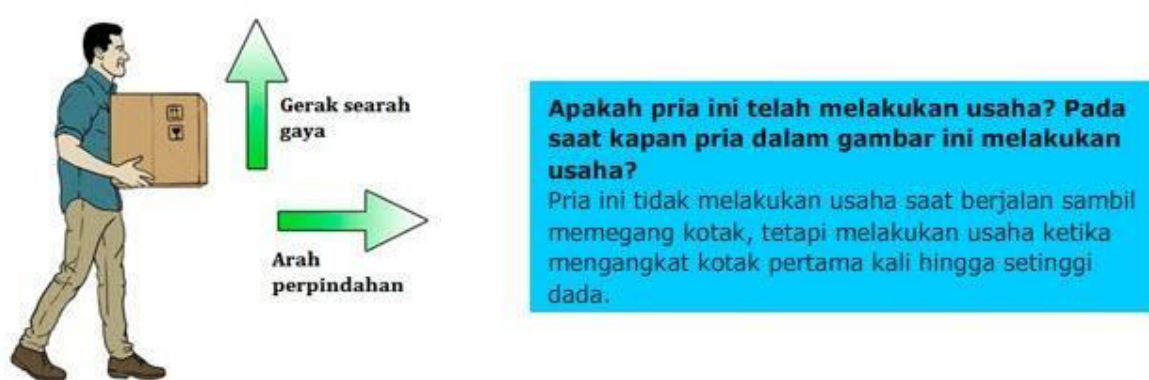 Gerak searah
gaya
Arah
perpindahan
Apakah pria ini telah melakukan usaha? Pada
saat kapan pria dalam gambar ini melakukan
usaha?
Pria ini tidak melakukan usaha saat berjalan sambil
memegang kotak, tetapi melakukan usaha ketika
mengangkat kotak pertama kali hingga setinggi
dada.